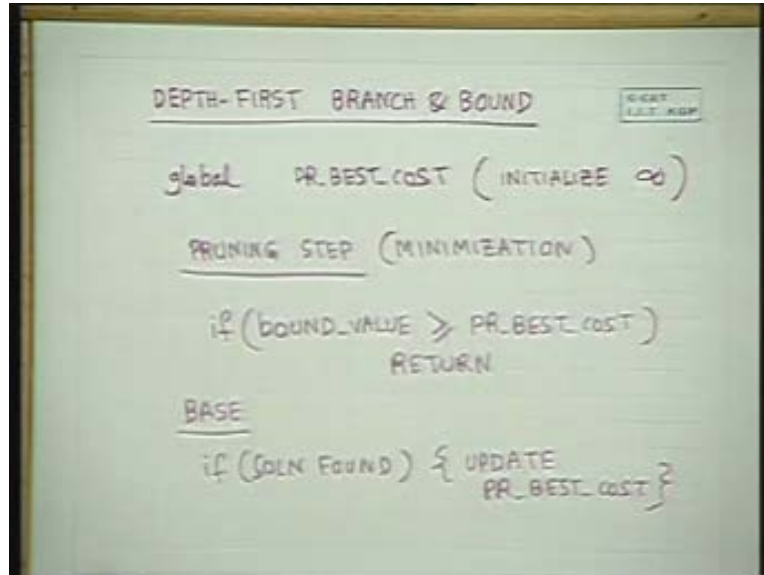 DEPTH-FIRST BRANCH & BOUND
I.I.T. KGP
global PR_BEST_COST (INITIALIZE ∞)
PRUNING STEP (MINIMIZATION)
if (BOUND_VALUE ⩾ PR_BEST_COST)
RETURN
BASE
if (SOLN FOUND) { UPDATE
PR_BEST_COST }